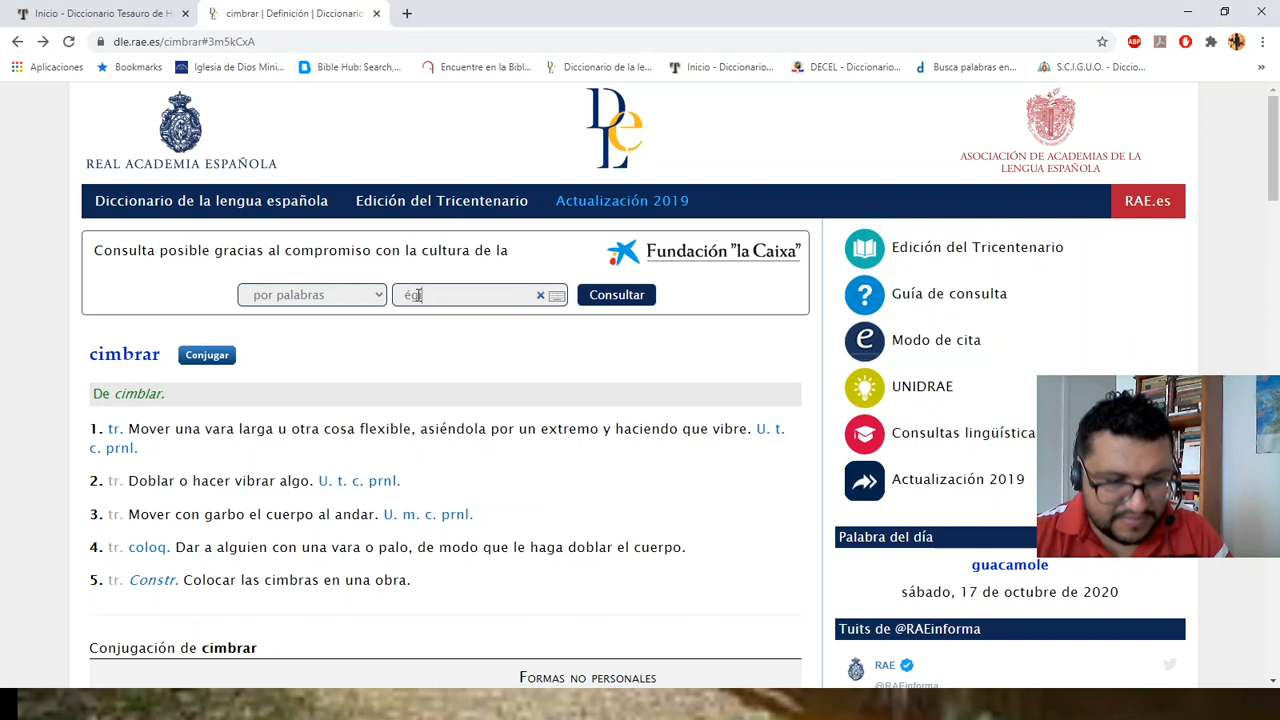 Inicio - Diccionario Tesauro de H
cimbrar | Definición | Diccionario
dle.rae.es/cimbrar#3m5kCxA
ABP
Aplicaciones
Bookmarks
Iglesia de Dios Mini...
Bible Hub: Search,...
Encuentre en la Bibl...
Diccionario de la le...
Inicio - Diccionario...
DECEL - Diccionario...
Busca palabras en...
S.C.I.G.U.O. - Diccio...
REAL ACADEMIA ESPAÑOLA
DLe
ASOCIACIÓN DE ACADEMIAS DE LA
LENGUA ESPAÑOLA
Diccionario de la lengua española
Edición del Tricentenario
Actualización 2019
RAE.es
Consulta posible gracias al compromiso con la cultura de la
Fundación "la Caixa"
por palabras
Consultar
cimbrar
Conjugar
De cimblar.
1. tr. Mover una vara larga u otra cosa flexible, asiéndola por un extremo y haciendo que vibre. U. t.
c. prnl.
2. tr. Doblar o hacer vibrar algo. U. t. c. prnl.
3. tr. Mover con garbo el cuerpo al andar. U. m. c. prnl.
4. tr. coloq. Dar a alguien con una vara o palo, de modo que le haga doblar el cuerpo.
5. tr. Constr. Colocar las cimbras en una obra.
Conjugación de cimbrar
FORMAS NO PERSONALES
Edición del Tricentenario
Guía de consulta
Modo de cita
UNIDRAE
Consultas lingüística
Actualización 2019
Palabra del día
guacamole
sábado, 17 de octubre de 2020
Tuits de @RAEinforma
RAE
@RAEinforma